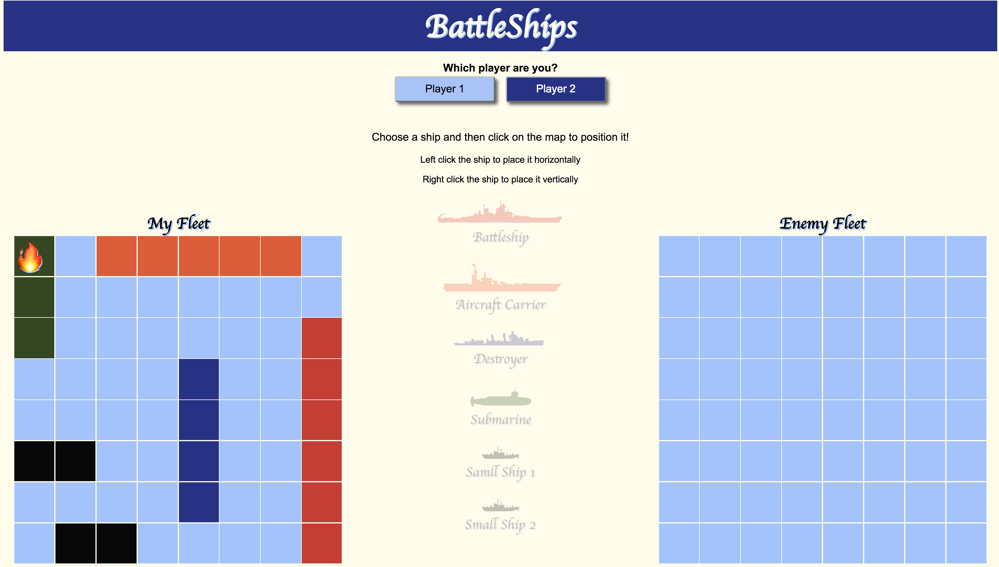 BattleShips
Which player are you?
Player 1
Player 2
Choose a ship and then click on the map to position it!
Left click the ship to place it horizontally
Right click the ship to place it vertically
My Fleet
Battleship
Aircraft Carrier
Destroyer
Submarine
Samll Ship 1
Small Ship 2
Enemy Fleet